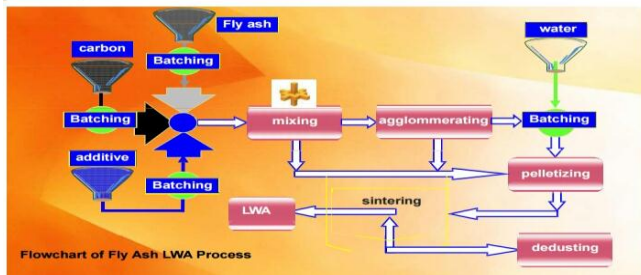 Fly ash
carbon
water
Batching
Batching
Batching
mixing
agglommerating
Batching
additive
Batching
pelletizing
sintering
LWA
dedusting
Flowchart of Fly Ash LWA Process